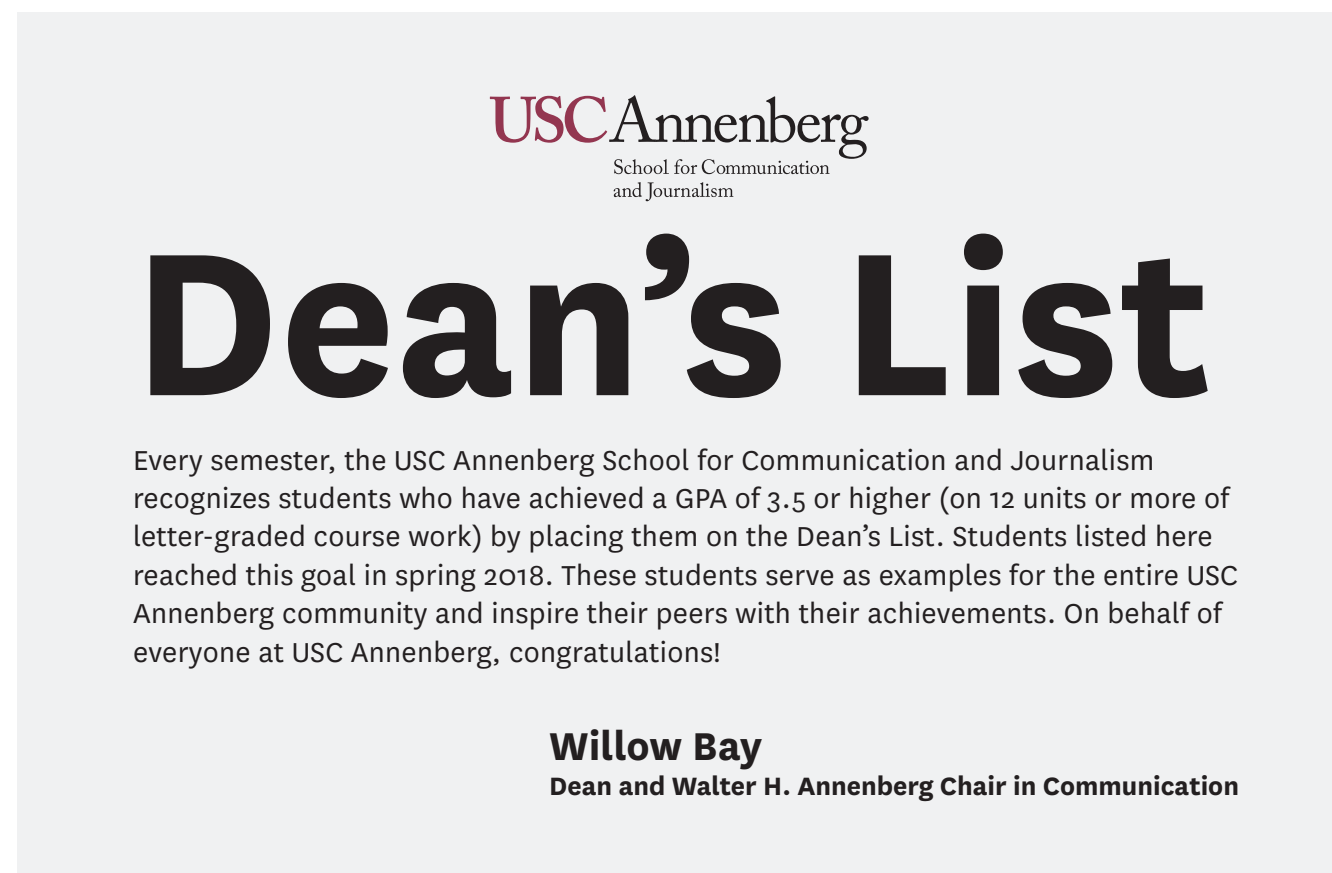 USC Annenberg
School for Communication
and Journalism
Dean’s List
Every semester, the USC Annenberg School for Communication and Journalism
recognizes students who have achieved a GPA of 3.5 or higher (on 12 units or more of
letter-graded course work) by placing them on the Dean’s List. Students listed here
reached this goal in spring 2018. These students serve as examples for the entire USC
Annenberg community and inspire their peers with their achievements. On behalf of
everyone at USC Annenberg, congratulations!
Willow Bay
Dean and Walter H. Annenberg Chair in Communication